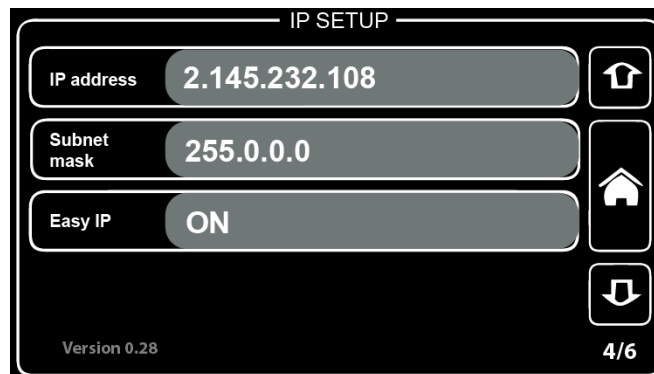 IP SETUP
IP address
2.145.232.108
Subnet
mask
255.0.0.0
Easy IP
ON
Version 0.28
4/6